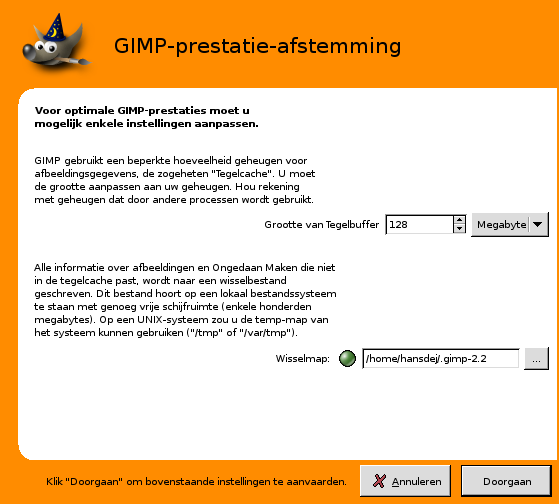 GIMP-prestatie-afstemming
Voor optimale GIMP-prestaties moet u
mogelijk enkele instellingen aanpassen.
GIMP gebruikt een beperkte hoeveelheid geheugen voor
afbeeldingsgegevens, de zogeheten "Tegelcache". U moet
de grootte aanpassen aan uw geheugen. Hou rekening
met geheugen dat door andere processen wordt gebruikt.
Grootte van Tegelbuffer 128 Megabyte
Alle informatie over afbeeldingen en Ongedaan Maken die niet
in de tegelcache past, wordt naar een wisselbestand
geschreven. Dit bestand hoort op een lokaal bestandssysteem
te staan met genoeg vrije schijfruimte (enkele honderden
megabytes). Op een UNIX-systeem zou u de temp-map van
het systeem kunnen gebruiken ("/tmp" of "/var/tmp").
Wisselmap: /home/hansdej/.gimp-2.2 ...
Klik "Doorgaan" om bovenstaande instellingen te aanvaarden. Annuleren Doorgaan